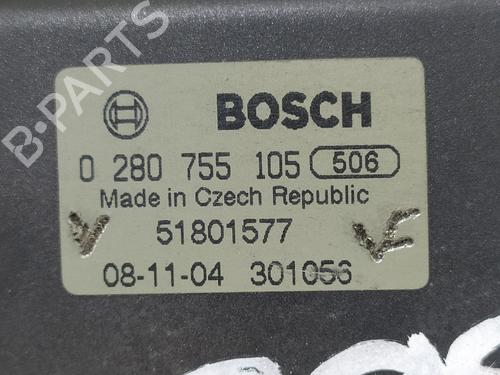 BOSCH
0 280 755 105 506
Made in Czech Republic
51801577
08-11-04 301056
B-PARTS